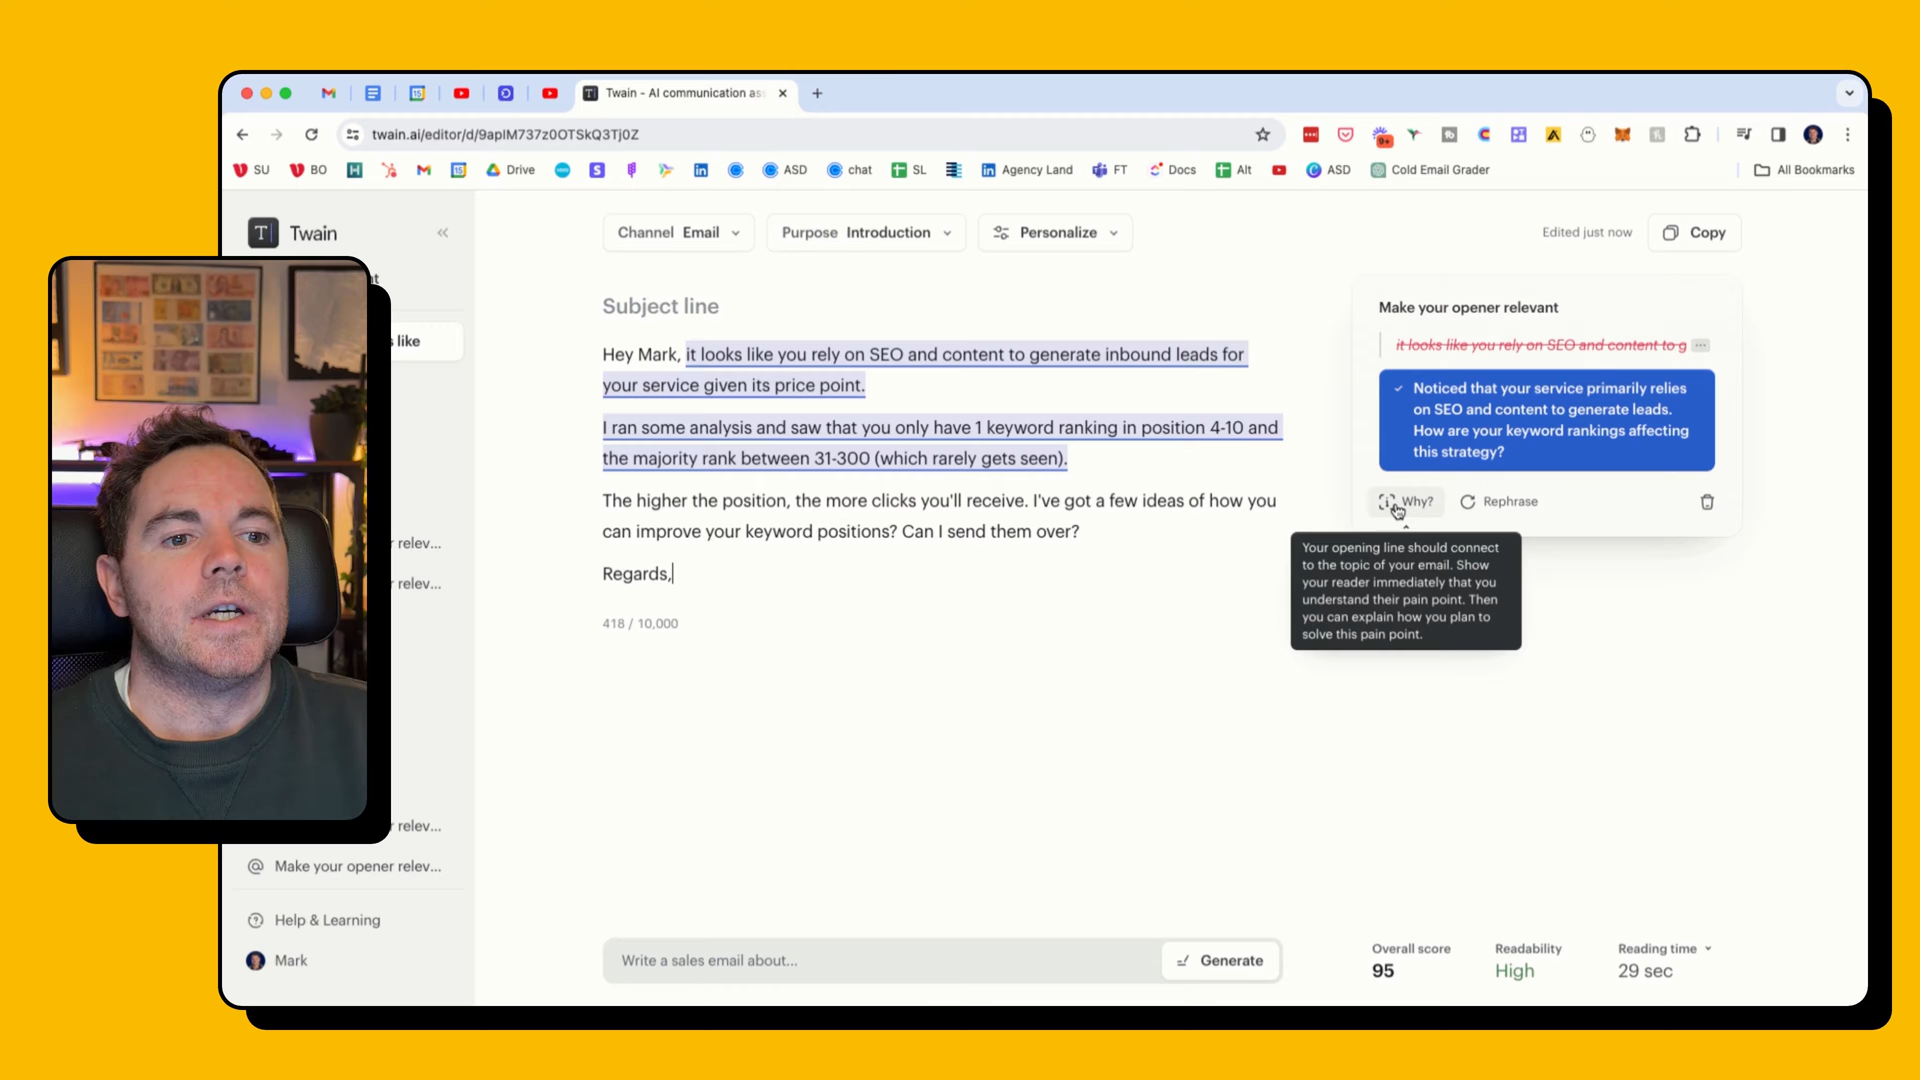 Twain - AI communication as
twain.ai/editor/d/9aplM737z0OTSkQ3Tj0Z
SU
BO
Drive
ASD
chat
SL
Agency Land
FT
Docs
Alt
ASD
Cold Email Grader
All Bookmarks
Twain
Channel Email
Purpose Introduction
Personalize
Edited just now
Copy
t
s like
r relev...
r relev...
r relev...
Make your opener relev...
Help & Learning
Mark
Subject line
Hey Mark, it looks like you rely on SEO and content to generate inbound leads for
your service given its price point.
I ran some analysis and saw that you only have 1 keyword ranking in position 4-10 and
the majority rank between 31-300 (which rarely gets seen).
The higher the position, the more clicks you'll receive. I've got a few ideas of how you
can improve your keyword positions? Can I send them over?
Regards,
418 / 10,000
Make your opener relevant
it looks like you rely on SEO and content to g ...
Noticed that your service primarily relies
on SEO and content to generate leads.
How are your keyword rankings affecting
this strategy?
Why?
Rephrase
Your opening line should connect
to the topic of your email. Show
your reader immediately that you
understand their pain point. Then
you can explain how you plan to
solve this pain point.
Write a sales email about...
Generate
Overall score
95
Readability
High
Reading time
29 sec